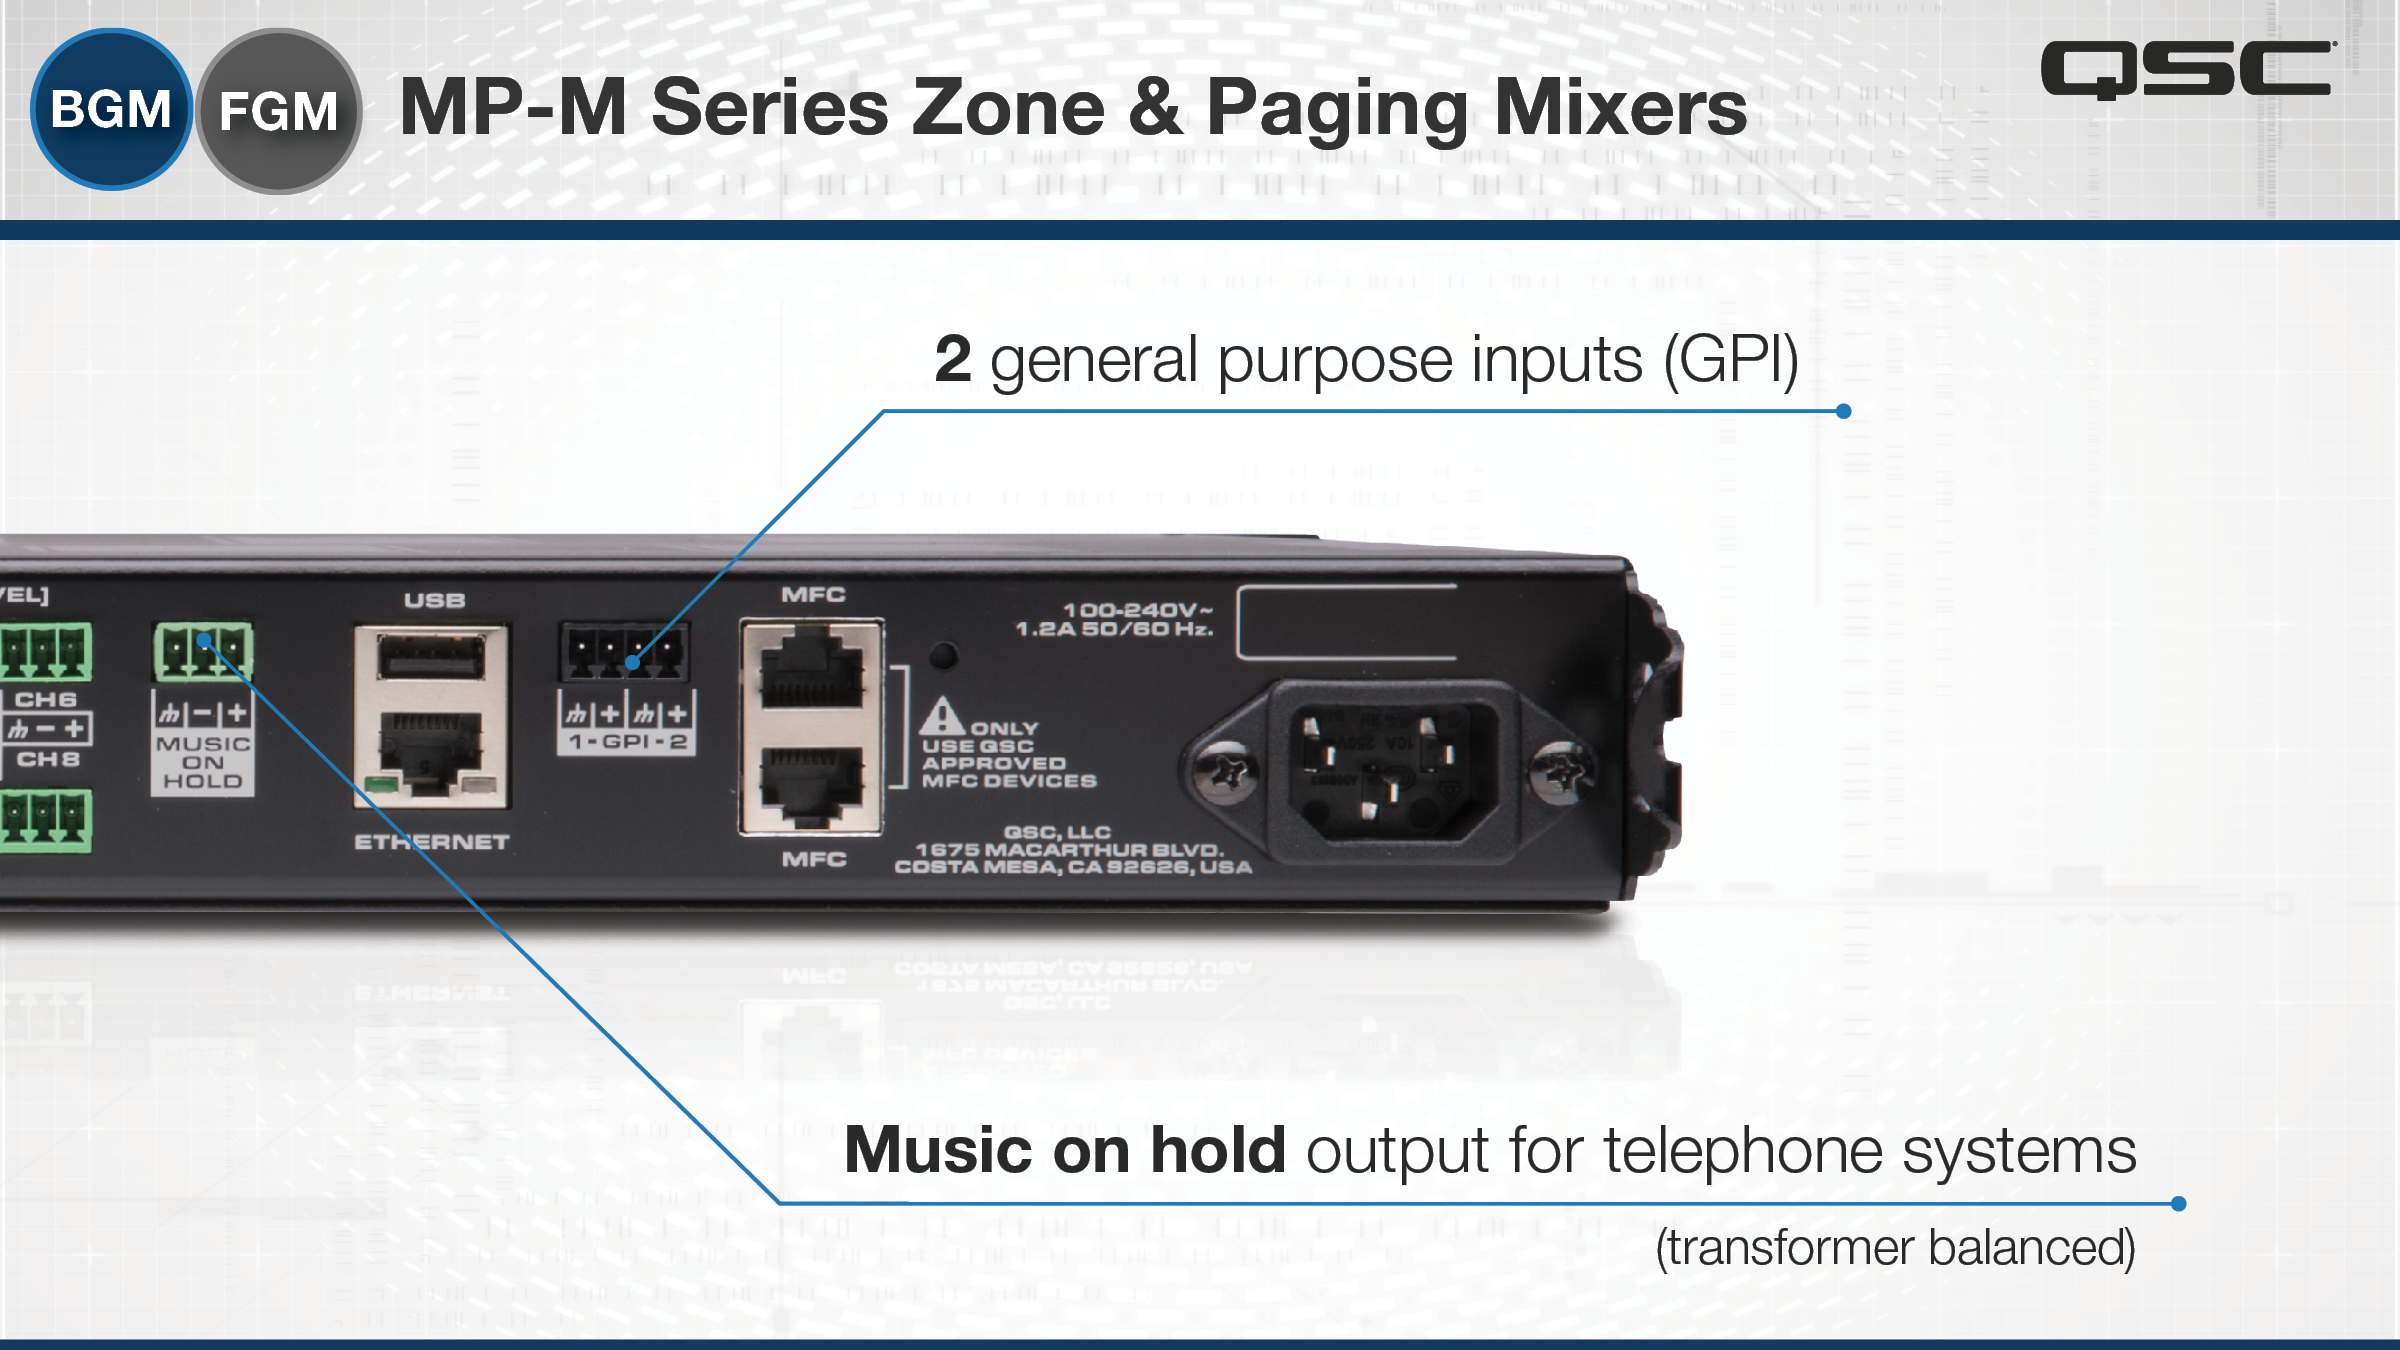 BGM
FGM
MP-M Series Zone & Paging Mixers
QSC
2 general purpose inputs (GPI)
VEL]
CH6
- +
CH8
- +
MUSIC
ON
HOLD
USB
ETHERNET
+ +
1-GPI-2
MFC
MFC
ONLY
USE QSC
APPROVED
MFC DEVICES
100-240V~
1.2A 50/60 Hz.
QSC, LLC
1675 MACARTHUR BLVD.
COSTA MESA, CA 92626, USA
Music on hold output for telephone systems
(transformer balanced)